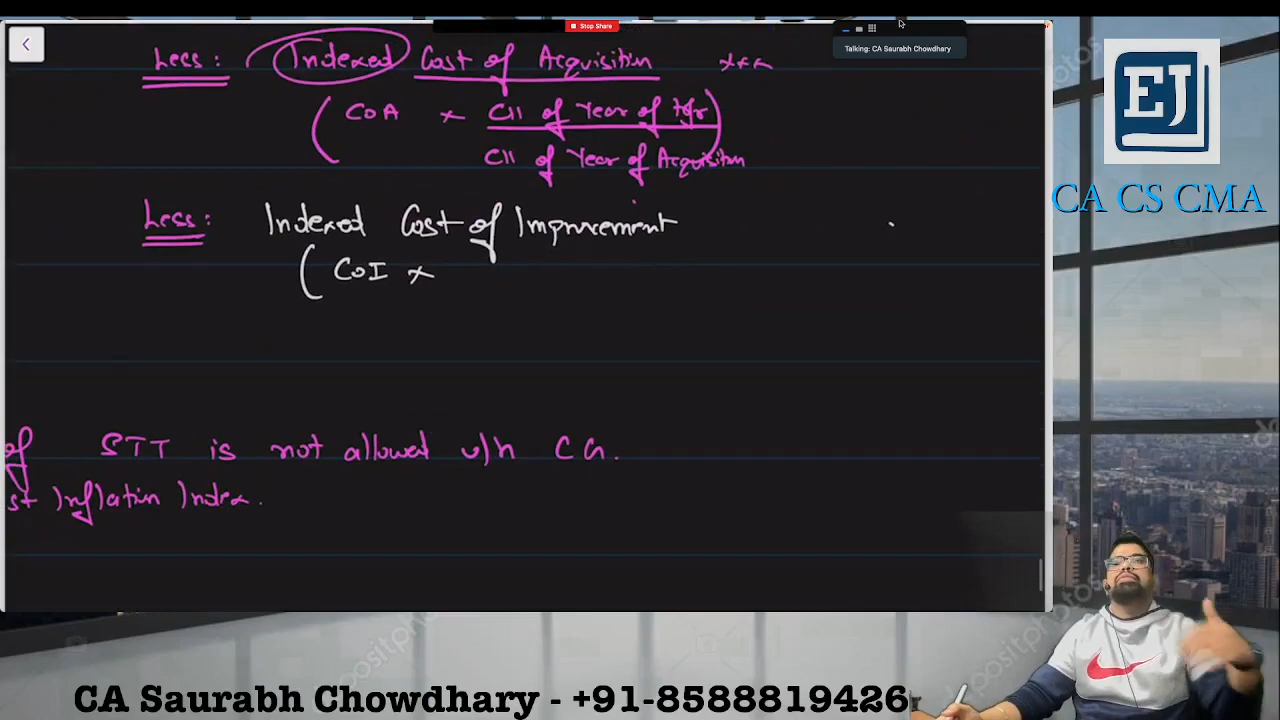 Stop Share
Talking: CA Saurabh Chowdhary
Less: Indexed Cost of Acquisition xxx
(COA x CII of Year of tfr)
CII of Year of Acquisition
EJ
CA CS CMA
Less: Indexed Cost of Improvement
(COI x
of STT is not allowed u/h CG.
st Inflation Index.
CA Saurabh Chowdhary - +91-8588819426